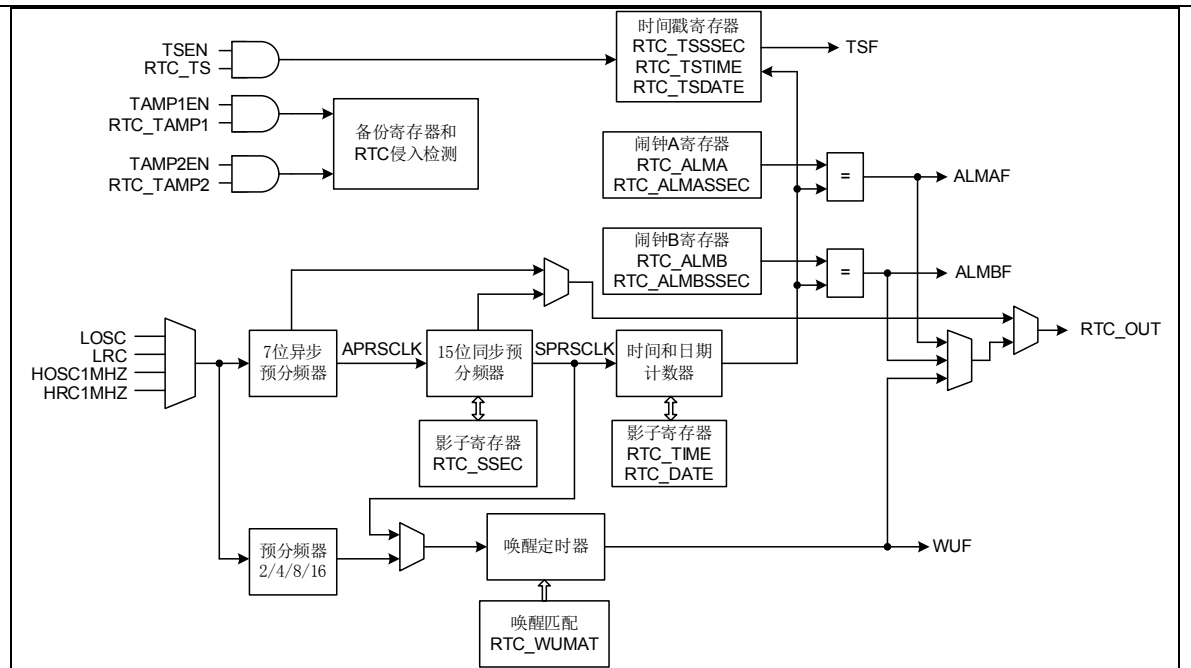 TSEN
RTC_TS
时间戳寄存器
RTC_TSSSEC
RTC_TSTIME
RTC_TSDATE
TSF
TAMP1EN
RTC_TAMP1
TAMP2EN
RTC_TAMP2
备份寄存器和
RTC侵入检测
闹钟A寄存器
RTC_ALMA
RTC_ALMASSEC
=
ALMAF
闹钟B寄存器
RTC_ALMB
RTC_ALMBSSEC
=
ALMBF
RTC_OUT
LOSC
LRC
HOSC1MHZ
HRC1MHZ
7位异步
预分频器
APRSCLK
15位同步预
分频器
SPRSCLK
时间和日期
计数器
影子寄存器
RTC_SSEC
影子寄存器
RTC_TIME
RTC_DATE
预分频器
2/4/8/16
唤醒定时器
WUF
唤醒匹配
RTC_WUMAT